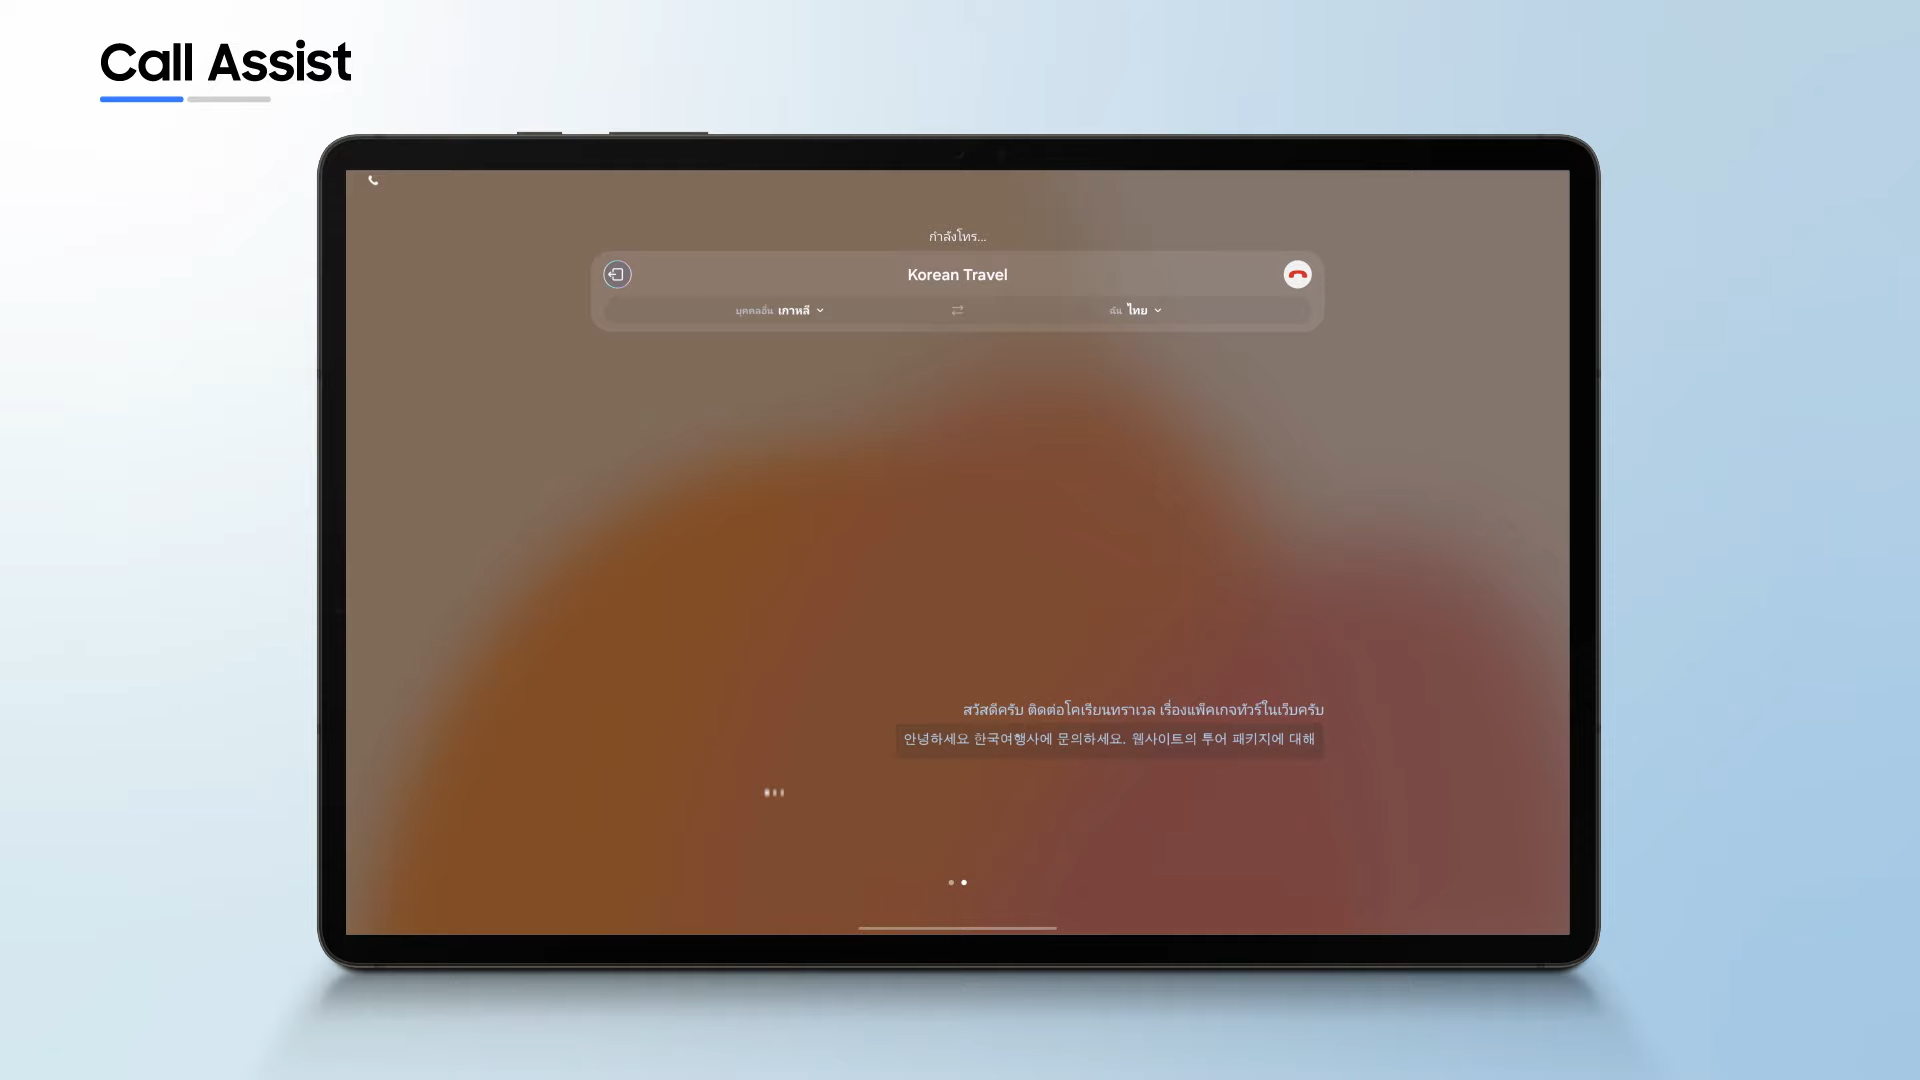 Call Assist
กำลังโทร...
Korean Travel
บุคคลอื่น เกาหลี
ฉัน ไทย
สวัสดีครับ ติดต่อโคเรียนทราเวล เรื่องแพ็คเกจทัวร์ในเว็บครับ
안녕하세요 한국여행사에 문의하세요. 웹사이트의 투어 패키지에 대해